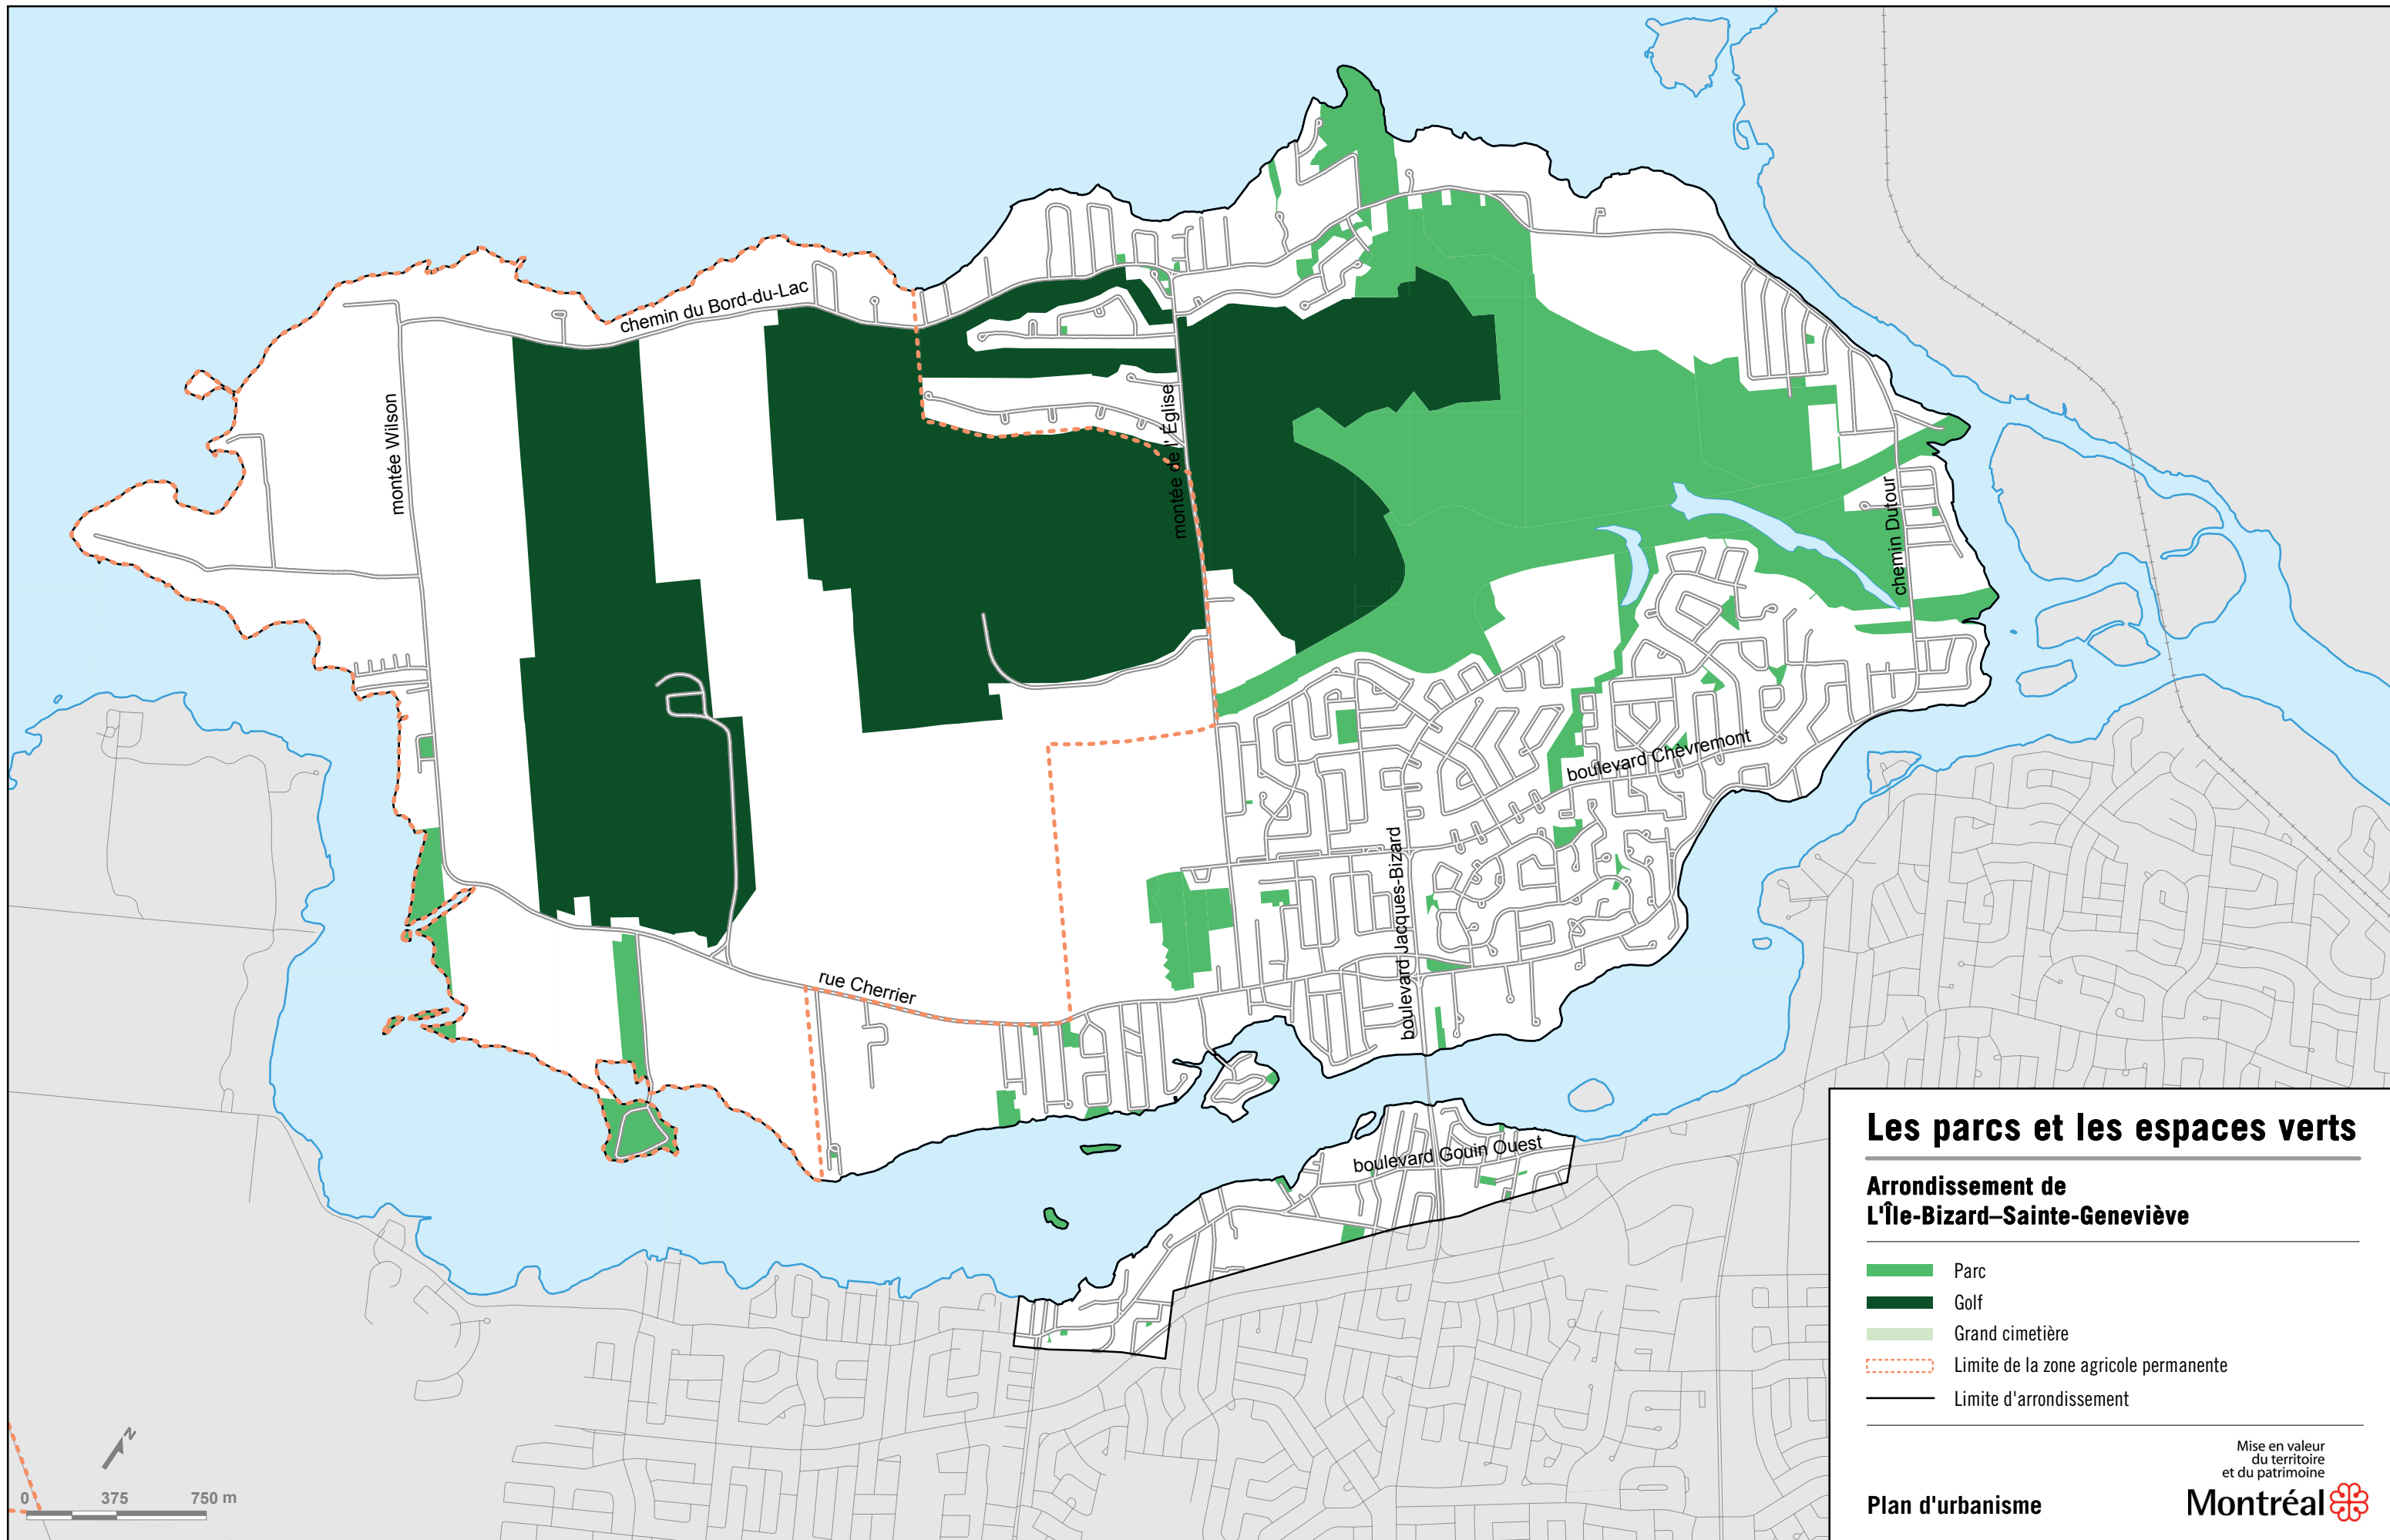 chemin du Bord-du-Lac
montée Wilson
montée de l' Église
chemin Dutour
boulevard Chevremont
boulevard Jacques-Bizard
rue Cherrier
boulevard Gouin Ouest
Les parcs et les espaces verts
Arrondissement de
L'Île-Bizard–Sainte-Geneviève
Parc
Golf
Grand cimetière
Limite de la zone agricole permanente
Limite d'arrondissement
Mise en valeur
du territoire
et du patrimoine
Plan d'urbanisme
Montréal
N
0 375 750 m